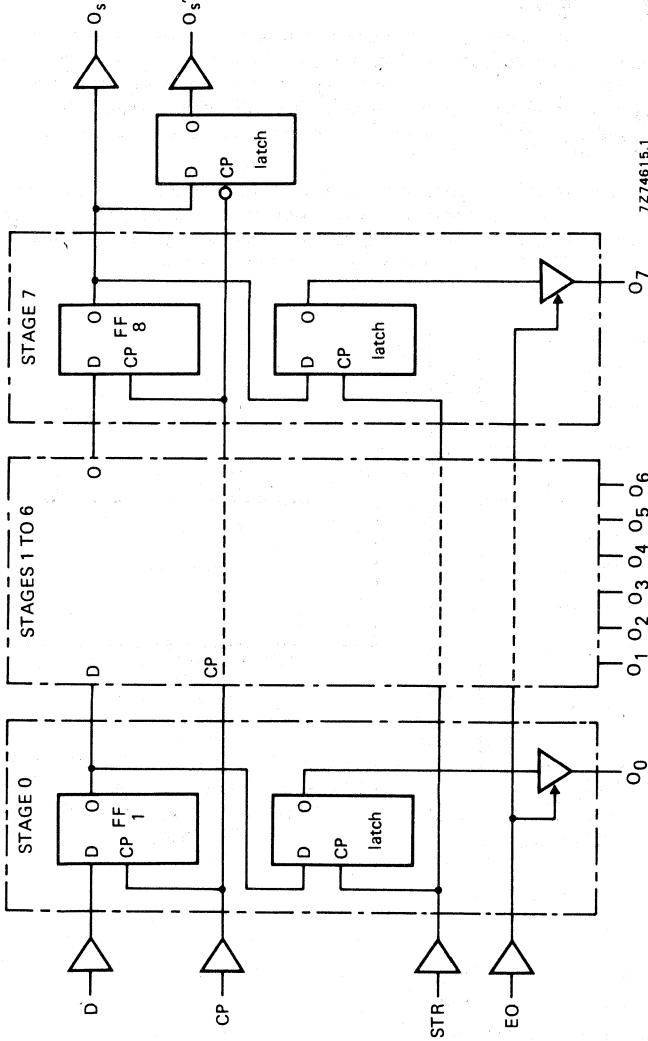 STAGE 0
STAGES 1 TO 6
STAGE 7
D
D
O
FF
1
CP
D
O
D
O
FF
8
CP
Os
D
O
CP
latch
Os'
CP
CP
D
O
CP
latch
D
O
CP
latch
STR
EO
O0
O1
O2
O3
O4
O5
O6
O7
7Z74615.1